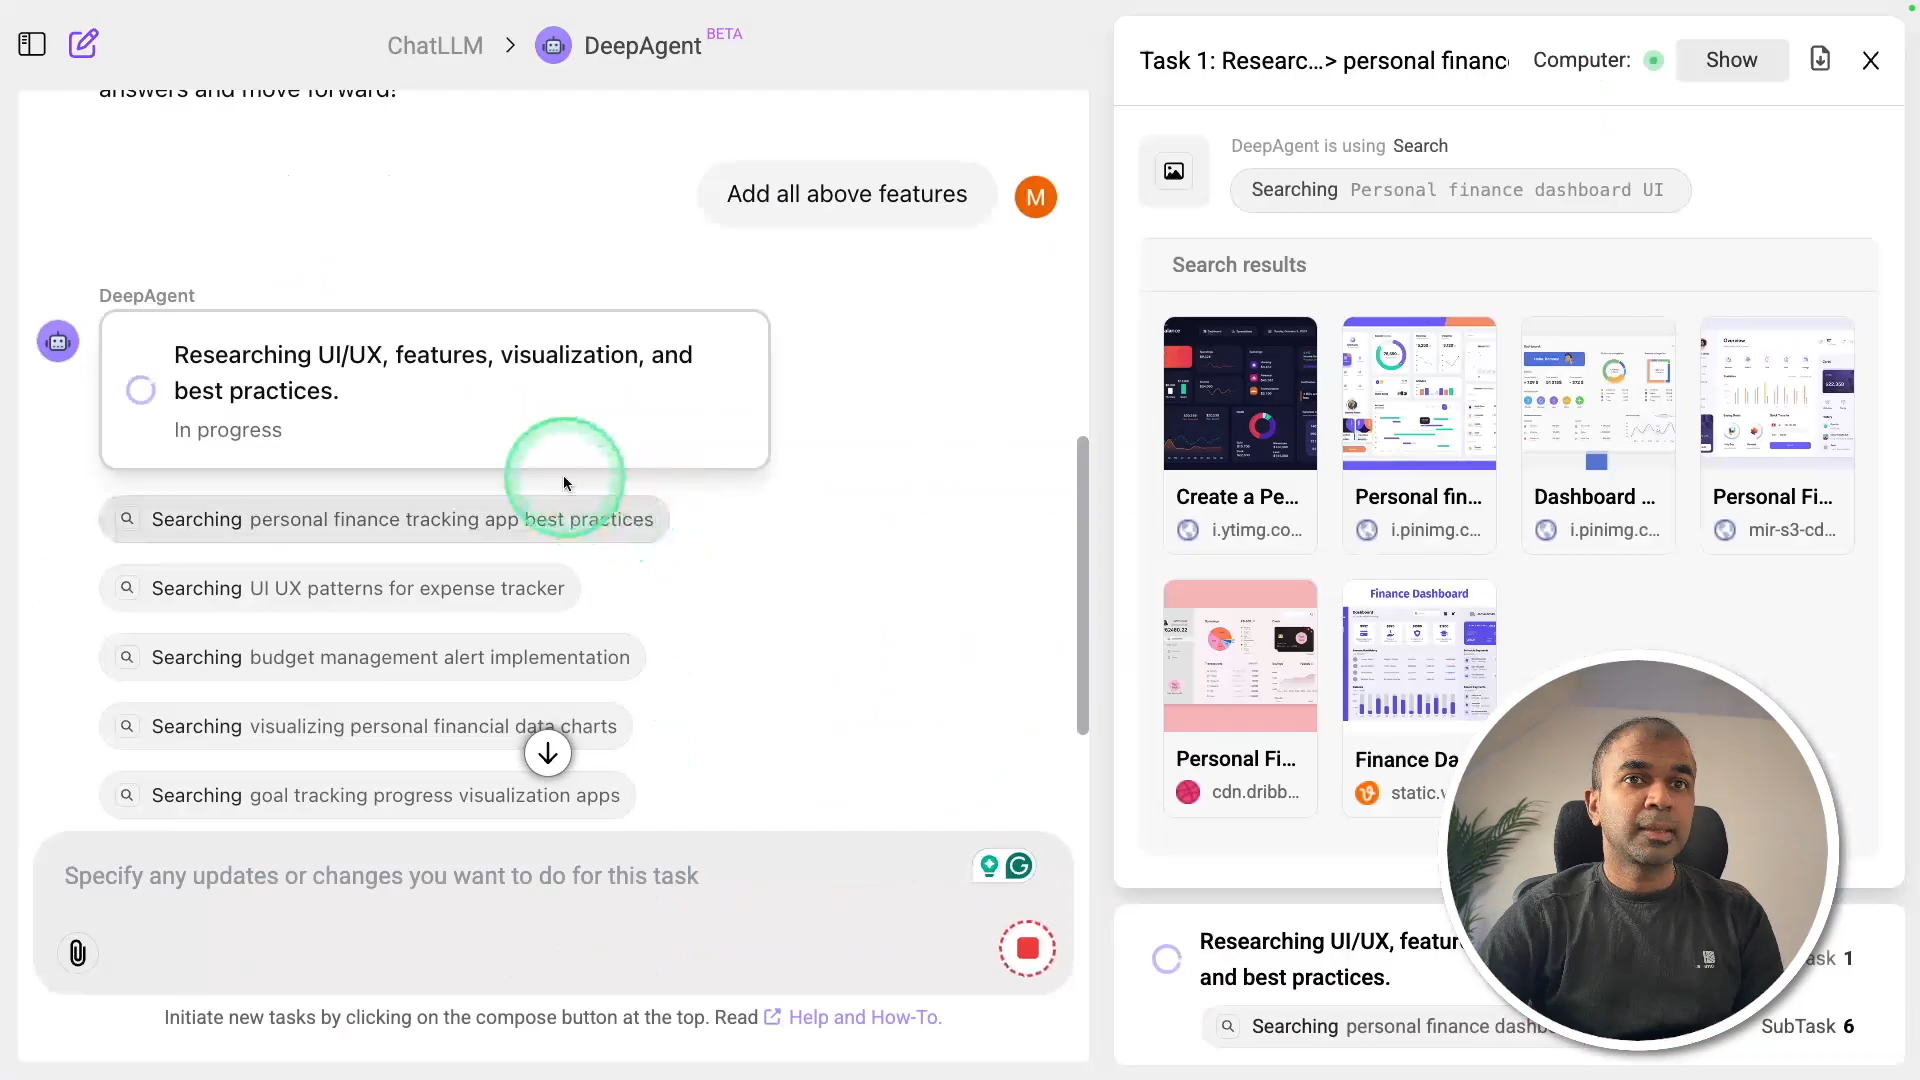 ChatLLM > DeepAgent BETA
answers and move forward!
Add all above features
M
DeepAgent
Researching UI/UX, features, visualization, and
best practices.
In progress
Searching personal finance tracking app best practices
Searching UI UX patterns for expense tracker
Searching budget management alert implementation
Searching visualizing personal financial data charts
Searching goal tracking progress visualization apps
Specify any updates or changes you want to do for this task
Initiate new tasks by clicking on the compose button at the top. Read Help and How-To.
Task 1: Researc...> personal financ
Computer:
Show
DeepAgent is using Search
Searching Personal finance dashboard UI
Search results
Create a Pe...
i.ytimg.co...
Personal fin...
i.pinimg.c...
Dashboard ...
i.pinimg.c...
Overview
Personal Fi...
mir-s3-cd...
Personal Fi...
cdn.dribb...
Finance Dashboard
Finance Da
static.v
Researching UI/UX, featur
and best practices.
ask 1
Searching personal finance dashb
SubTask 6